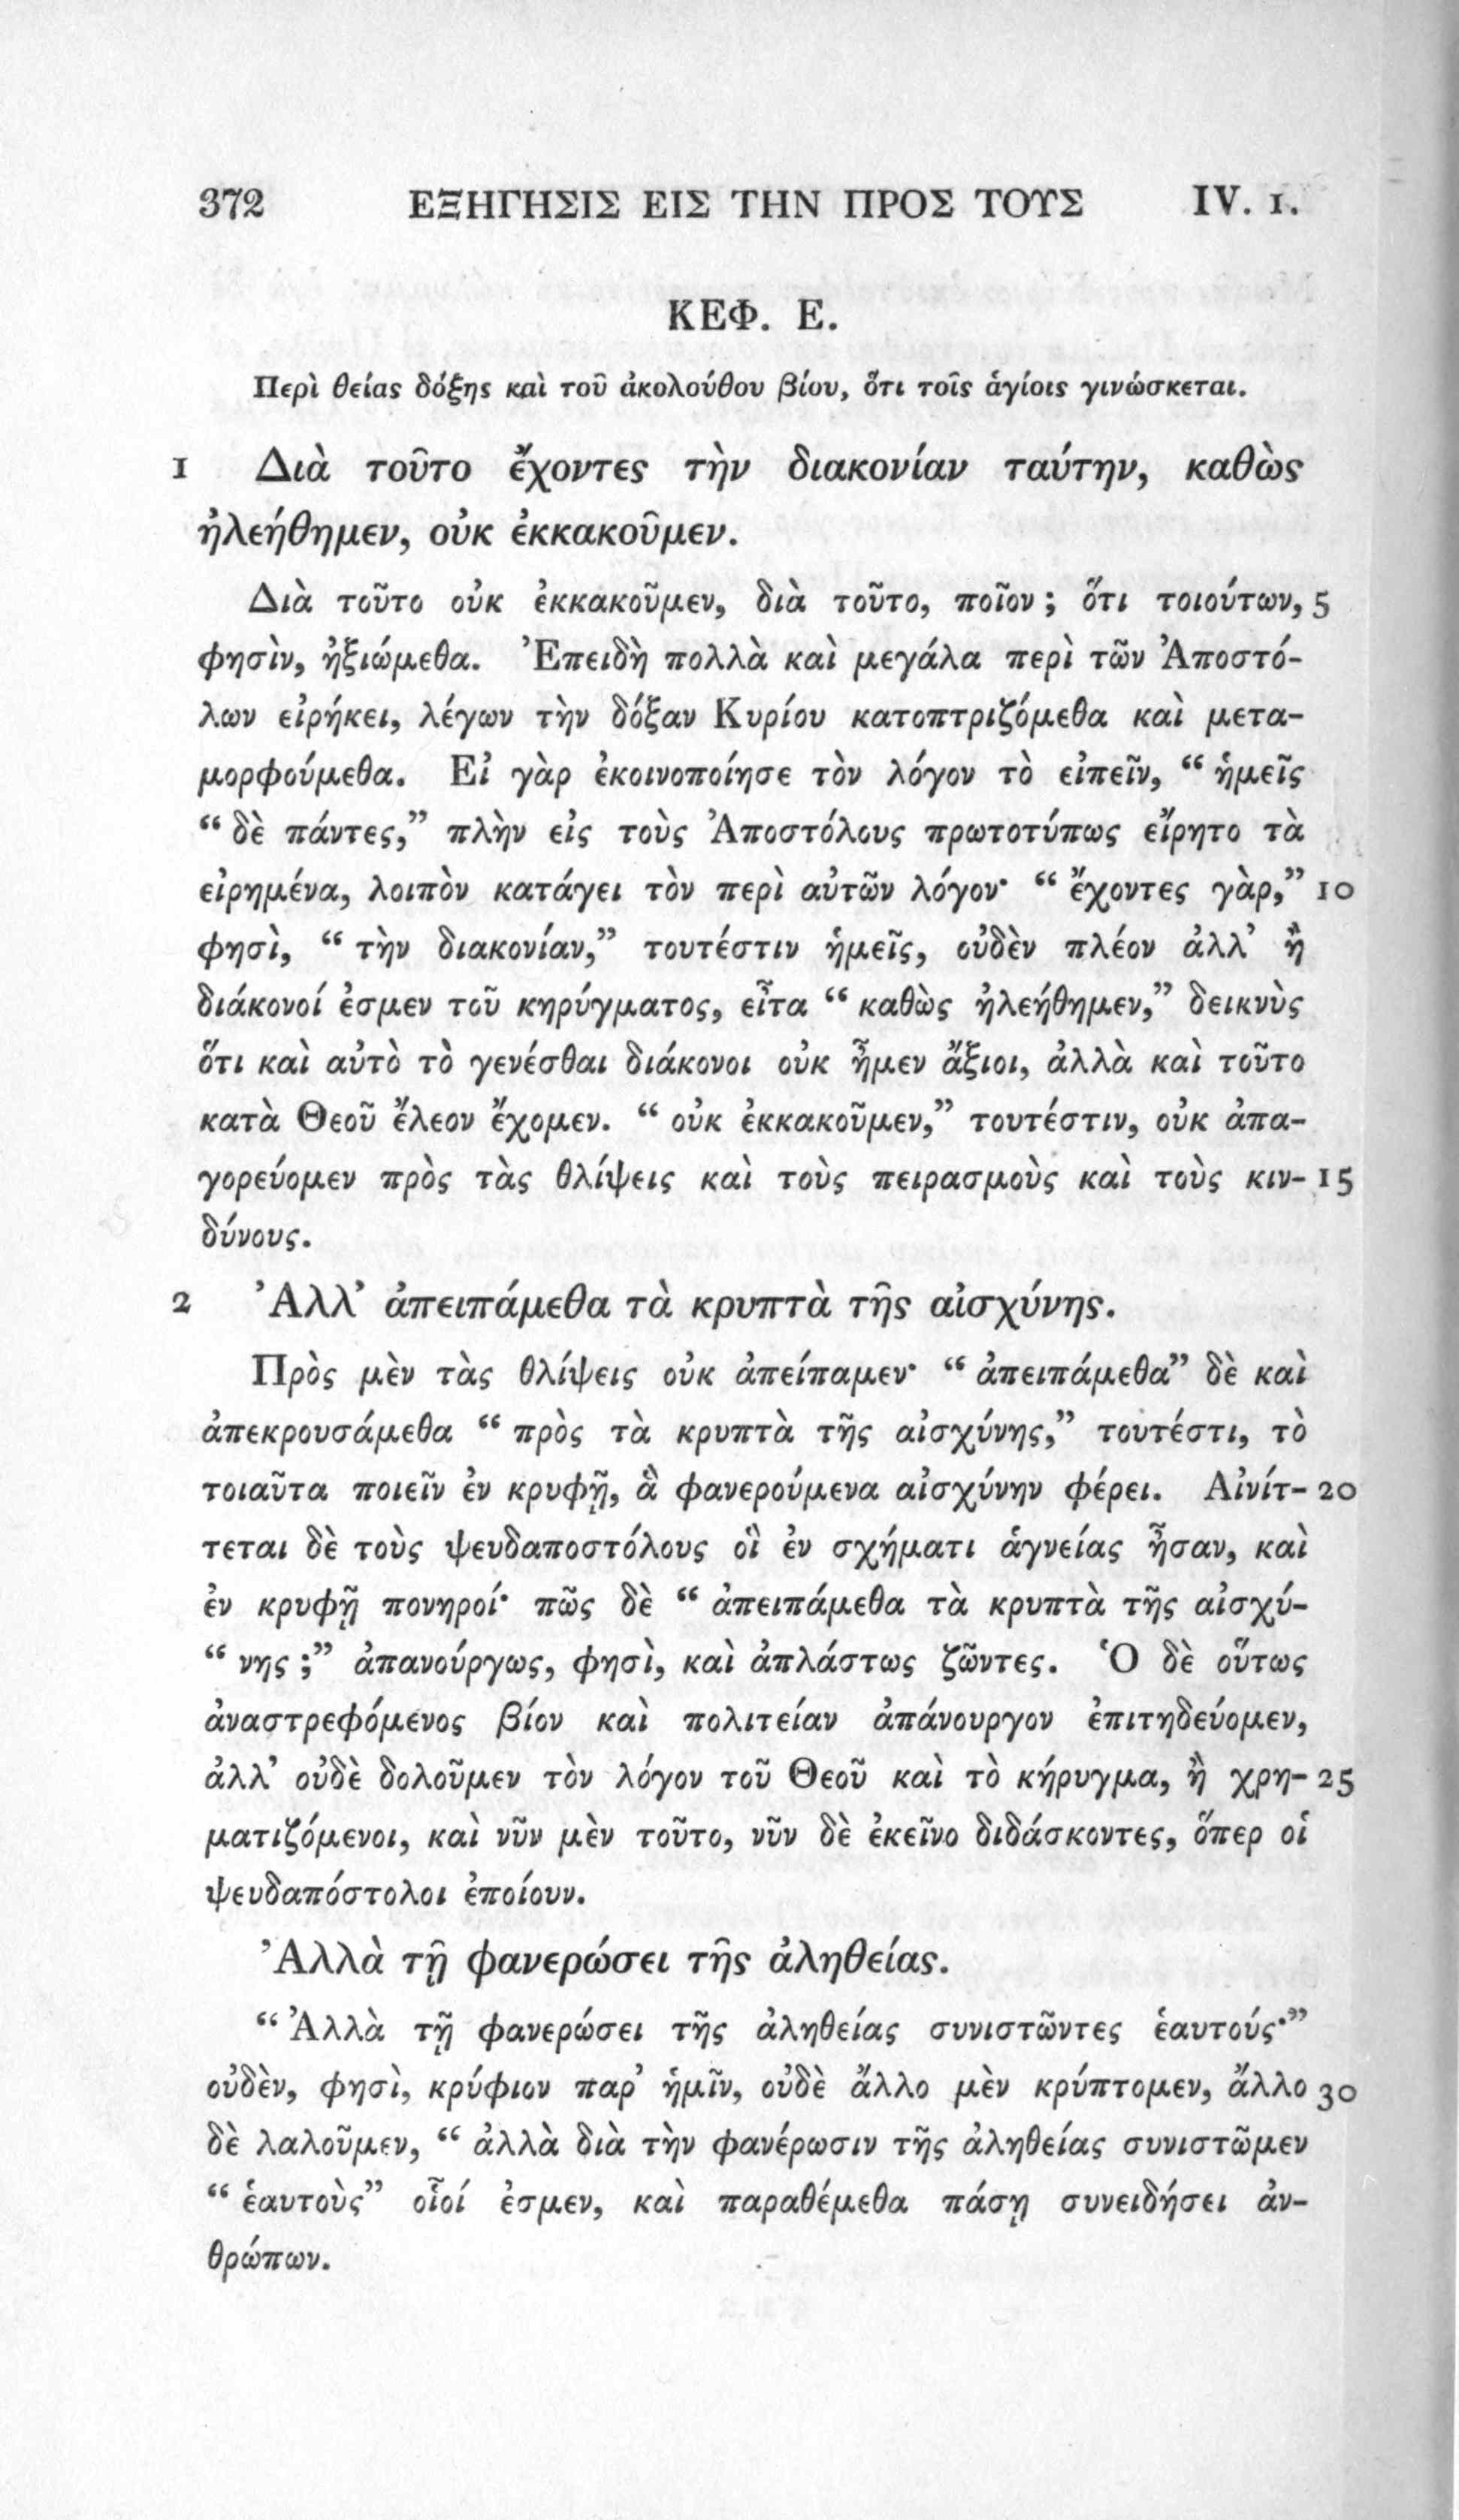 372 ΕΞΗΓΗΣΙΣ ΕΙΣ ΤΗΝ ΠΡΟΣ ΤΟΥΣ IV. 1.
ΚΕΦ. Ε.
Περὶ θείας δόξης καὶ τοῦ ἀκολούθου βίου, ὅτι τοῖς ἁγίοις γινώσκεται.
1 Διὰ τοῦτο ἔχοντες τὴν διακονίαν ταύτην, καθὼς
ἠλεήθημεν, οὐκ ἐκκακοῦμεν.
Διὰ τοῦτο οὐκ ἐκκακοῦμεν, διὰ τοῦτο, ποῖον ; ὅτι τοιούτων, 5
φησὶν, ἠξιώμεθα. Ἐπειδὴ πολλὰ καὶ μεγάλα περὶ τῶν Ἀποστό-
λων εἰρήκει, λέγων τὴν δόξαν Κυρίου κατοπτριζόμεθα καὶ μετα-
μορφούμεθα. Εἰ γὰρ ἐκοινοποίησε τὸν λόγον τὸ εἰπεῖν, “ ἡμεῖς
“ δὲ πάντες,” πλὴν εἰς τοὺς Ἀποστόλους πρωτοτύπως εἴρητο τὰ
εἰρημένα, λοιπὸν κατάγει τὸν περὶ αὐτῶν λόγον· “ ἔχοντες γὰρ,” 10
φησὶ, “ τὴν διακονίαν,” τουτέστιν ἡμεῖς, οὐδὲν πλέον ἀλλ’ ἢ
διάκονοί ἐσμεν τοῦ κηρύγματος, εἶτα “ καθὼς ἠλεήθημεν,” δεικνὺς
ὅτι καὶ αὐτὸ τὸ γενέσθαι διάκονοι οὐκ ἦμεν ἄξιοι, ἀλλὰ καὶ τοῦτο
κατὰ Θεοῦ ἔλεον ἔχομεν. “ οὐκ ἐκκακοῦμεν,” τουτέστιν, οὐκ ἀπα-
γορεύομεν πρὸς τὰς θλίψεις καὶ τοὺς πειρασμοὺς καὶ τοὺς κιν- 15
δύνους.
2 Ἀλλ’ ἀπειπάμεθα τὰ κρυπτὰ τῆς αἰσχύνης.
Πρὸς μὲν τὰς θλίψεις οὐκ ἀπείπαμεν· “ ἀπειπάμεθα” δὲ καὶ
ἀπεκρουσάμεθα “ πρὸς τὰ κρυπτὰ τῆς αἰσχύνης,” τουτέστι, τὸ
τοιαῦτα ποιεῖν ἐν κρυφῇ, ἃ φανερούμενα αἰσχύνην φέρει. Αἰνίτ- 20
τεται δὲ τοὺς ψευδαποστόλους οἳ ἐν σχήματι ἁγνείας ἦσαν, καὶ
ἐν κρυφῇ πονηροί· πῶς δὲ “ ἀπειπάμεθα τὰ κρυπτὰ τῆς αἰσχύ-
“ νης ;” ἀπανούργως, φησὶ, καὶ ἀπλάστως ζῶντες. Ὁ δὲ οὕτως
ἀναστρεφόμενος βίον καὶ πολιτείαν ἀπάνουργον ἐπιτηδεύομεν,
ἀλλ’ οὐδὲ δολοῦμεν τὸν λόγον τοῦ Θεοῦ καὶ τὸ κήρυγμα, ἢ χρη- 25
ματιζόμενοι, καὶ νῦν μὲν τοῦτο, νῦν δὲ ἐκεῖνο διδάσκοντες, ὅπερ οἱ
ψευδαπόστολοι ἐποίουν.
Ἀλλὰ τῇ φανερώσει τῆς ἀληθείας.
“ Ἀλλὰ τῇ φανερώσει τῆς ἀληθείας συνιστῶντες ἑαυτούς·”
οὐδὲν, φησὶ, κρύφιον παρ’ ἡμῖν, οὐδὲ ἄλλο μὲν κρύπτομεν, ἄλλο 30
δὲ λαλοῦμεν, “ ἀλλὰ διὰ τὴν φανέρωσιν τῆς ἀληθείας συνιστῶμεν
“ ἑαυτοὺς” οἷοί ἐσμεν, καὶ παραθέμεθα πάσῃ συνειδήσει ἀν-
θρώπων.